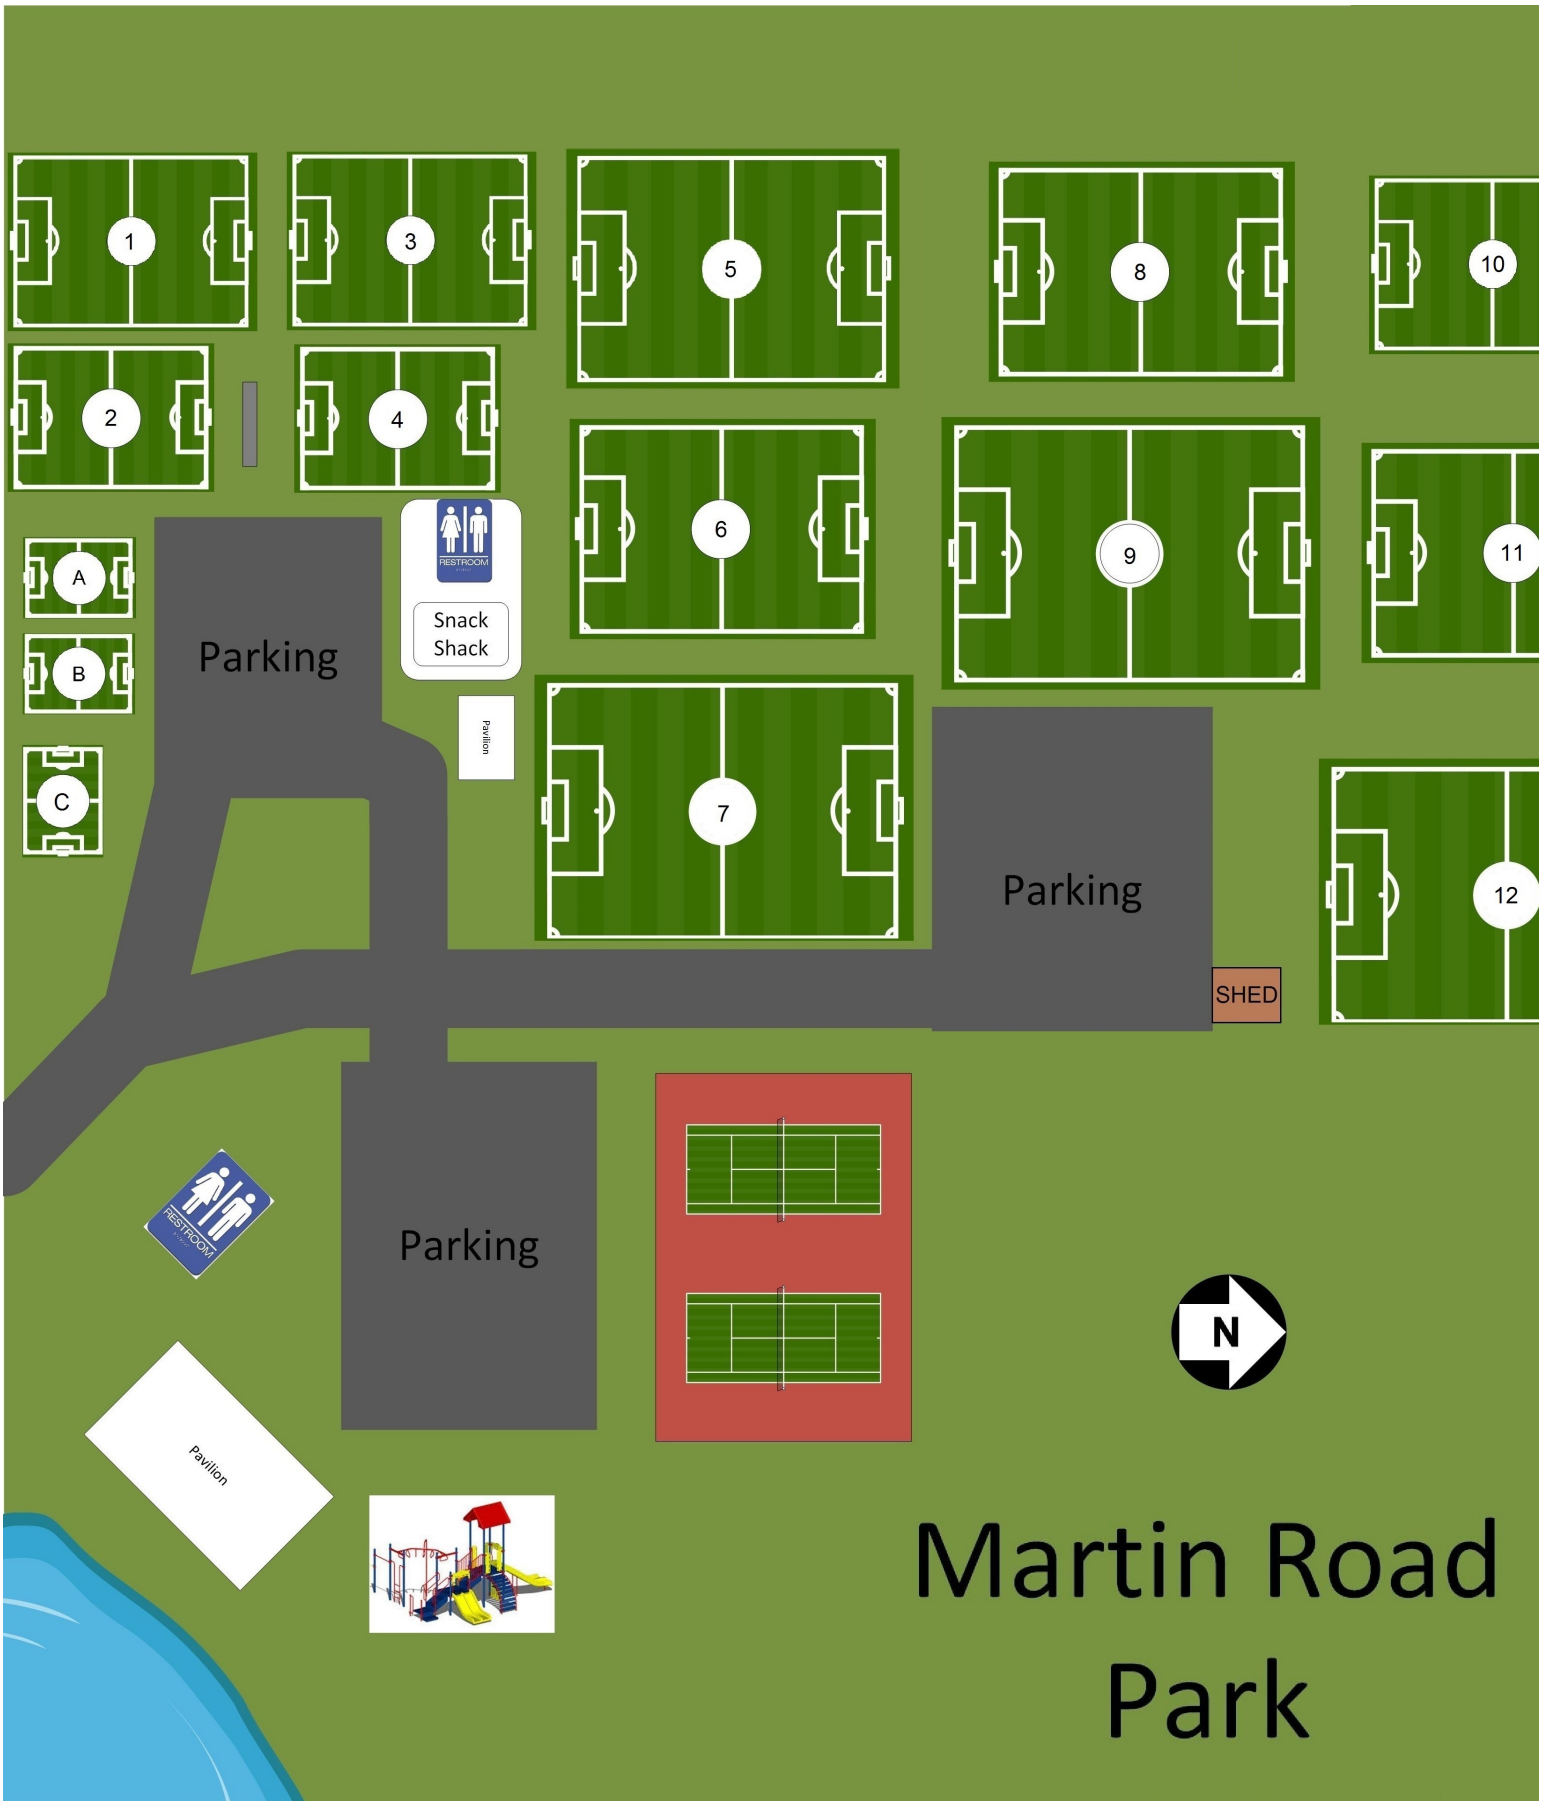 1
3
5
8
10
2
4
6
9
11
RESTROOM
Snack
Shack
A
B
C
Parking
Pavilion
7
Parking
12
SHED
RESTROOM
Parking
N
Pavilion
Martin Road
Park